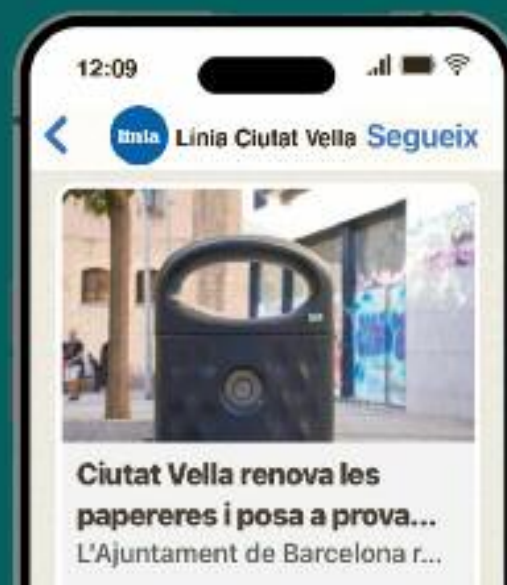 12:09
línia Línia Ciutat Vella Segueix
Ciutat Vella renova les
papereres i posa a prova...
L'Ajuntament de Barcelona r...